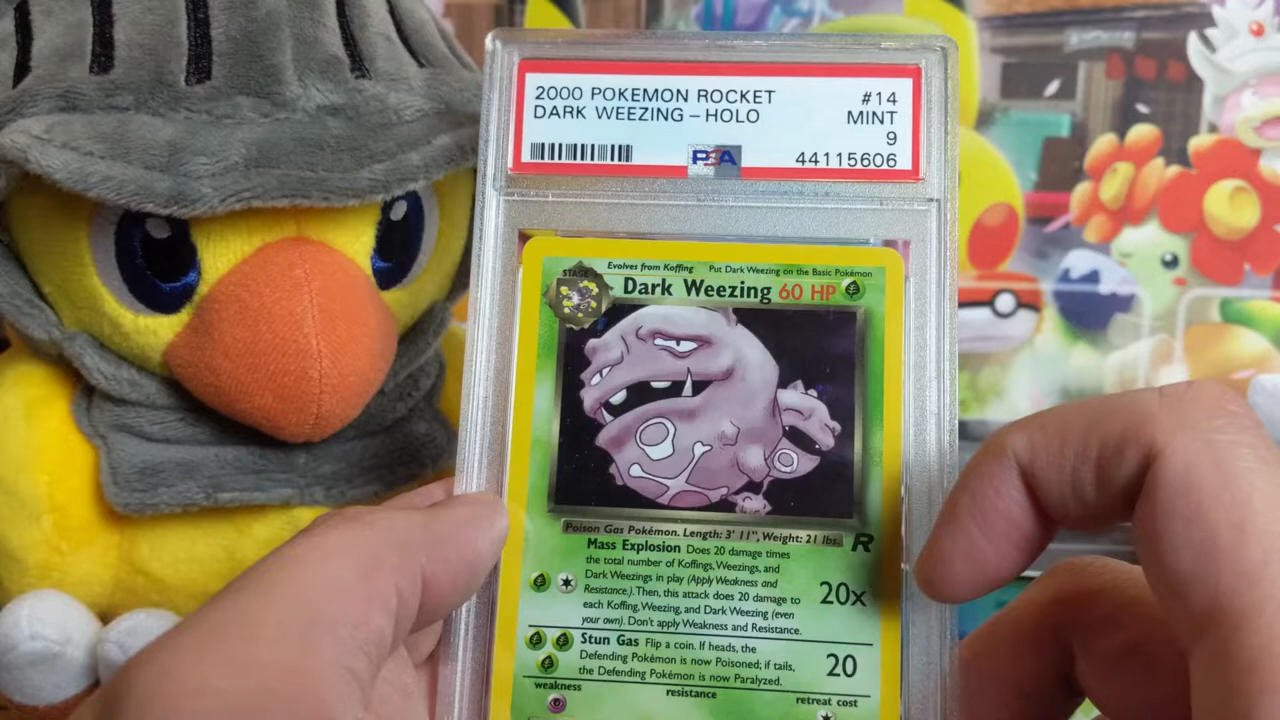 2000 POKEMON ROCKET #14
DARK WEEZING - HOLO MINT
9
PSA 44115606
STAGE 1 Evolves from Koffing Put Dark Weezing on the Basic Pokémon
Dark Weezing 60 HP
Poison Gas Pokémon. Length: 3' 11", Weight: 21 lbs.
R
Mass Explosion Does 20 damage times
the total number of Koffings, Weezings, and
Dark Weezings in play (Apply Weakness and
Resistance.) Then, this attack does 20 damage to
each Koffing, Weezing, and Dark Weezing (even
your own). Don't apply Weakness and Resistance.
20x
Stun Gas Flip a coin. If heads, the
Defending Pokémon is now Poisoned; if tails,
the Defending Pokémon is now Paralyzed.
20
weakness resistance retreat cost